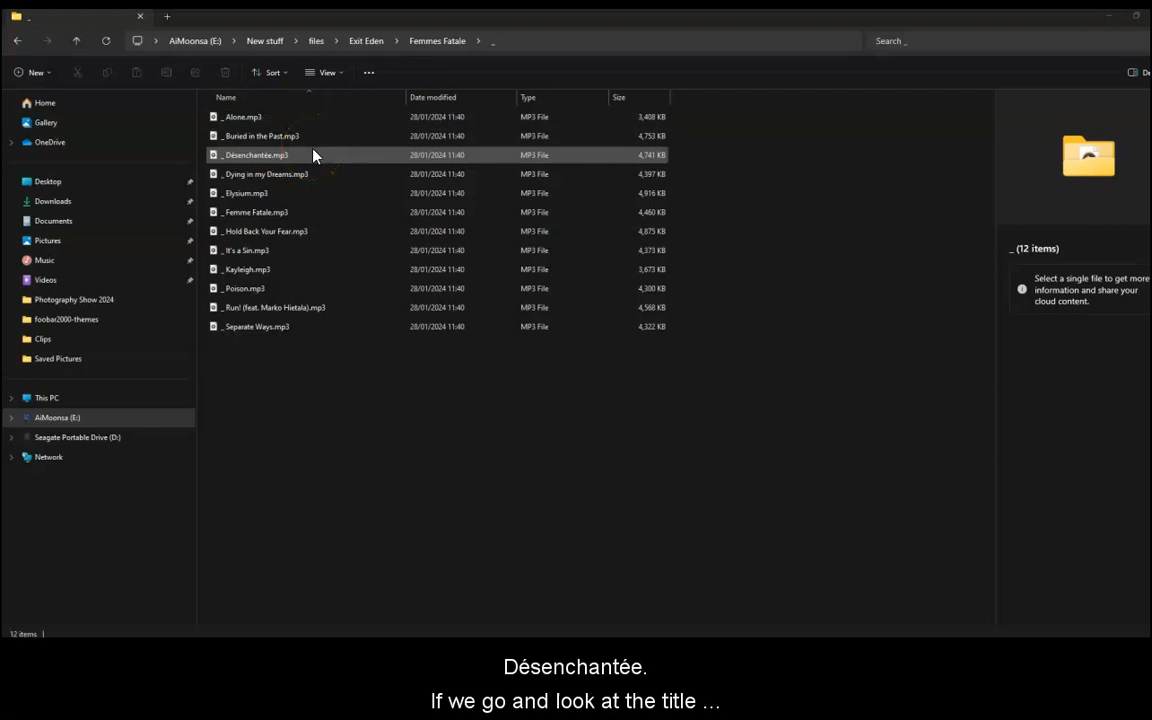 _
AiMoonsa (E:) New stuff files Exit Eden Femmes Fatale _ Search _
New Sort View ... De
Name Date modified Type Size
_ Alone.mp3 28/01/2024 11:40 MP3 File 3,408 KB
_ Buried in the Past.mp3 28/01/2024 11:40 MP3 File 4,753 KB
_ Désenchantée.mp3 28/01/2024 11:40 MP3 File 4,741 KB
_ Dying in my Dreams.mp3 28/01/2024 11:40 MP3 File 4,397 KB
_ Elysium.mp3 28/01/2024 11:40 MP3 File 4,916 KB
_ Femme Fatale.mp3 28/01/2024 11:40 MP3 File 4,460 KB
_ Hold Back Your Fear.mp3 28/01/2024 11:40 MP3 File 4,875 KB
_ It's a Sin.mp3 28/01/2024 11:40 MP3 File 4,373 KB
_ Kayleigh.mp3 28/01/2024 11:40 MP3 File 3,673 KB
_ Poison.mp3 28/01/2024 11:40 MP3 File 4,300 KB
_ Run! (feat. Marko Hietala).mp3 28/01/2024 11:40 MP3 File 4,568 KB
_ Separate Ways.mp3 28/01/2024 11:40 MP3 File 4,322 KB
Home
Gallery
OneDrive
Desktop
Downloads
Documents
Pictures
Music
Videos
Photography Show 2024
foobar2000-themes
Clips
Saved Pictures
This PC
AiMoonsa (E:)
Seagate Portable Drive (D:)
Network
_ (12 items)
Select a single file to get more
information and share your
cloud content.
12 items
Désenchantée.
If we go and look at the title ...